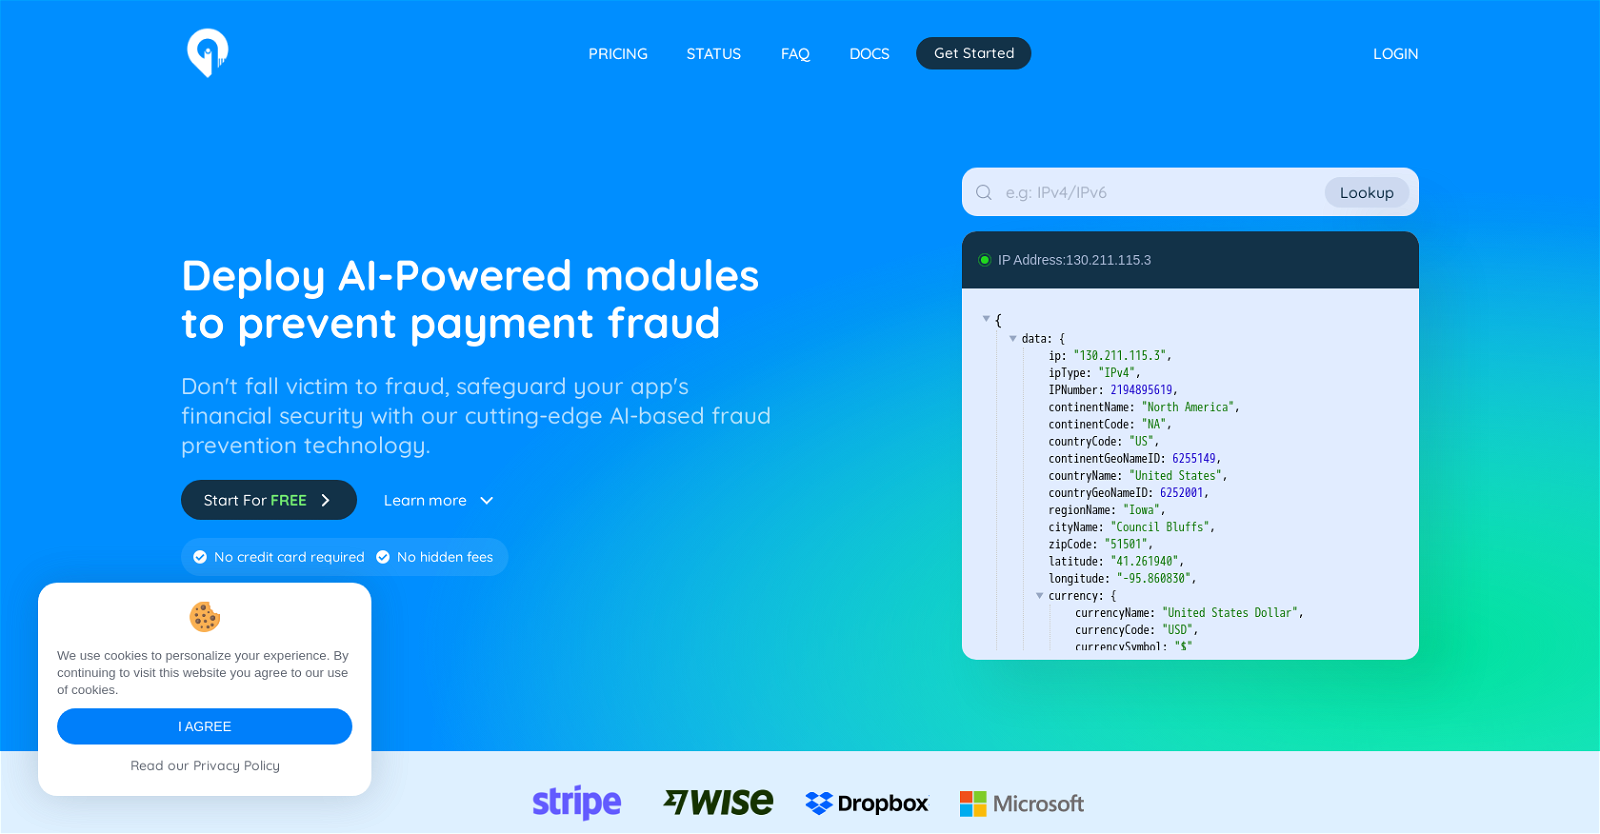 PRICING
STATUS
FAQ
DOCS
Get Started
LOGIN
e.g: IPv4/IPv6
Lookup
Deploy AI-Powered modules
to prevent payment fraud
Don't fall victim to fraud, safeguard your app's
financial security with our cutting-edge AI-based fraud
prevention technology.
Start For FREE
Learn more
No credit card required
No hidden fees
IP Address:130.211.115.3
{
data: {
ip: "130.211.115.3",
ipType: "IPv4",
IPNumber: 2194895619,
continentName: "North America",
continentCode: "NA",
countryCode: "US",
continentGeoNameID: 6255149,
countryName: "United States",
countryGeoNameID: 6252001,
regionName: "Iowa",
cityName: "Council Bluffs",
zipCode: "51501",
latitude: "41.261940",
longitude: "-95.860830",
currency: {
currencyName: "United States Dollar",
currencyCode: "USD",
currencySymbol: "$"
We use cookies to personalize your experience. By
continuing to visit this website you agree to our use
of cookies.
I AGREE
Read our Privacy Policy
stripe
WISE
Dropbox
Microsoft